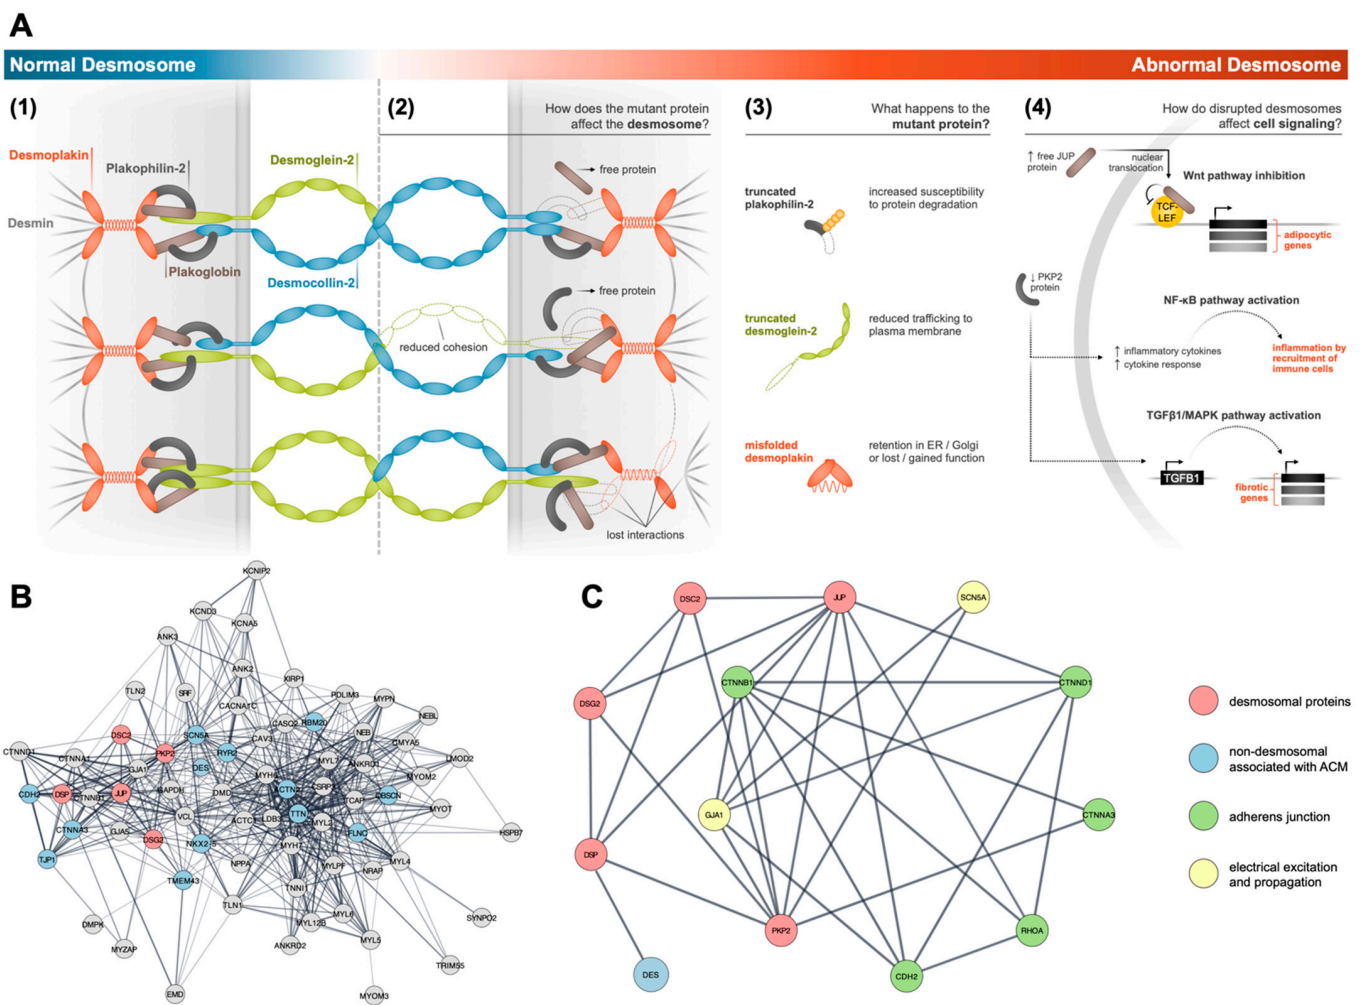 A
Normal Desmosome
Abnormal Desmosome
(1)
Desmoplakin
Plakophilin-2
Desmin
Desmoglein-2
Plakoglobin
Desmocollin-2
(2)
How does the mutant protein
affect the desmosome?
free protein
free protein
reduced cohesion
lost interactions
(3)
What happens to the
mutant protein?
truncated
plakophilin-2
increased susceptibility
to protein degradation
truncated
desmoglein-2
reduced trafficking to
plasma membrane
misfolded
desmoplakin
retention in ER / Golgi
or lost / gained function
(4)
How do disrupted desmosomes
affect cell signaling?
↑ free JUP
protein
nuclear
translocation
Wnt pathway inhibition
TCF-
LEF
adipocytic
genes
↓ PKP2
protein
NF-κB pathway activation
↑ inflammatory cytokines
↑ cytokine response
inflammation by
recruitment of
immune cells
TGFβ1/MAPK pathway activation
TGFB1
fibrotic
genes
B
KCNIP2
KCND3
KCNA5
ANK3
ANK2
XIRP1
TLN2
SRF
CACNA1C
PDLIM3
MYPN
NEBL
DSC2
SCN5A
CASQ2
RBM20
NEB
CTNND1
CTNNA1
PKP2
RYR2
CAV3
CMYA5
LMOD2
GJA1
DES
MYH6
MYL7
ANKRD1
MYOM2
CDH2
DSP
CTNNB1
JUP
GAPDH
DMD
ACTN2
CSRP3
TCAP
OBSCN
MYOT
CTNNA3
GJA5
VCL
ACTC1
LDB3
TTN
MYL2
FLNC
HSPB7
DSG2
NKX2-5
MYH7
TJP1
TMEM43
NPPA
MYLPF
NRAP
MYL4
TNNI1
TLN1
MYL6
MYL12B
SYNPO2
DMPK
MYZAP
ANKRD2
MYL5
TRIM55
EMD
MYOM3
C
DSC2
JUP
SCN5A
CTNNB1
CTNND1
DSG2
GJA1
CTNNA3
DSP
PKP2
RHOA
DES
CDH2
desmosomal proteins
non-desmosomal
associated with ACM
adherens junction
electrical excitation
and propagation